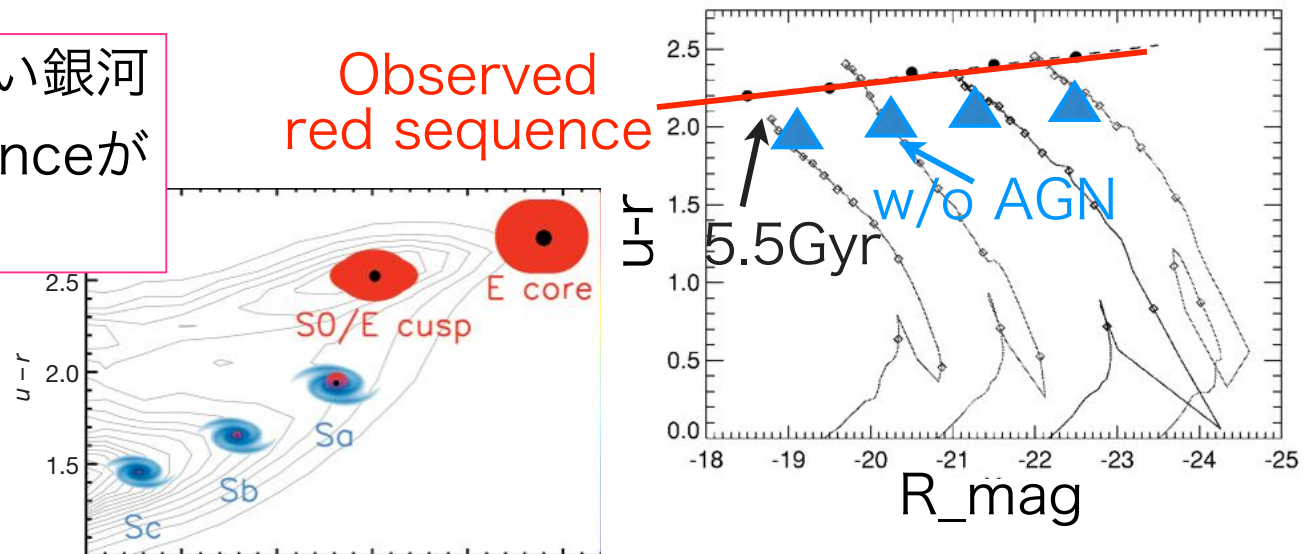 い銀河
nceが
Observed
red sequence
2.5
2.0
1.5
u-r
E core
S0/E cusp
Sa
Sb
Sc
2.5
2.0
1.5
1.0
0.5
0.0
u-r
w/o AGN
5.5Gyr
-18 -19 -20 -21 -22 -23 -24 -25
R_mag